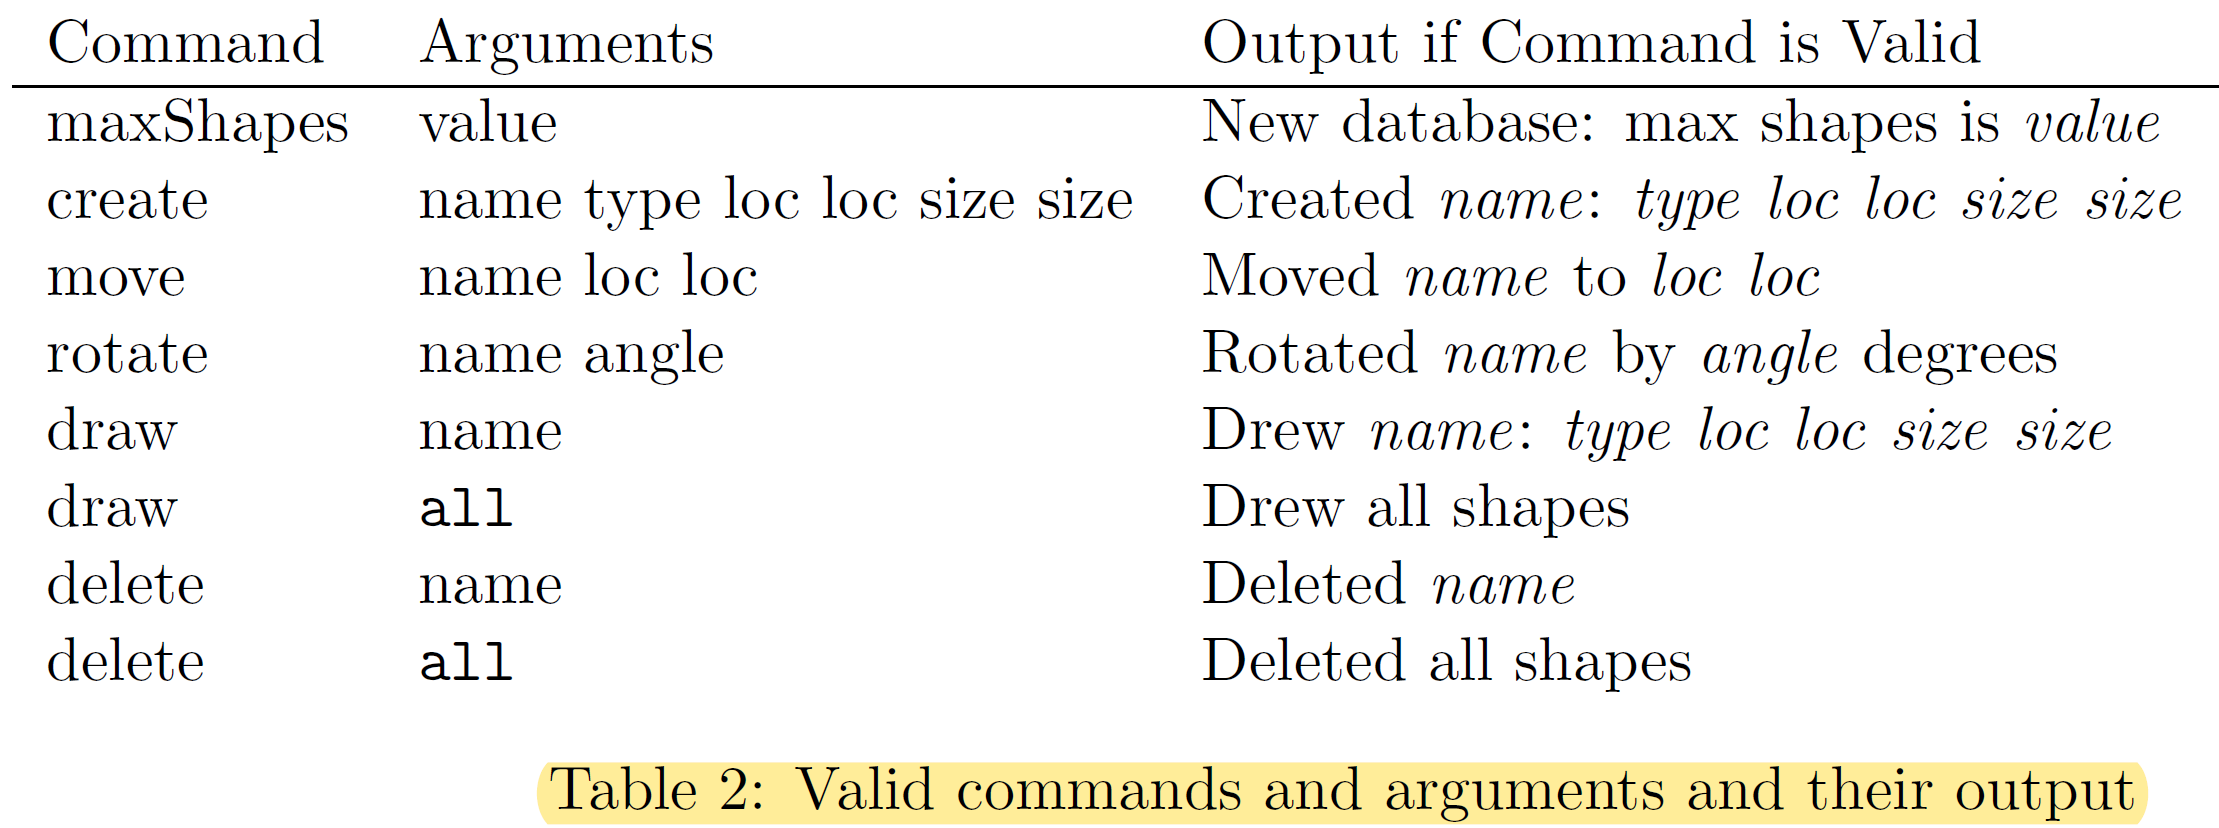 Command Arguments Output if Command is Valid
maxShapes value New database: max shapes is value
create name type loc loc size size Created name: type loc loc size size
move name loc loc Moved name to loc loc
rotate name angle Rotated name by angle degrees
draw name Drew name: type loc loc size size
draw all Drew all shapes
delete name Deleted name
delete all Deleted all shapes
Table 2: Valid commands and arguments and their output